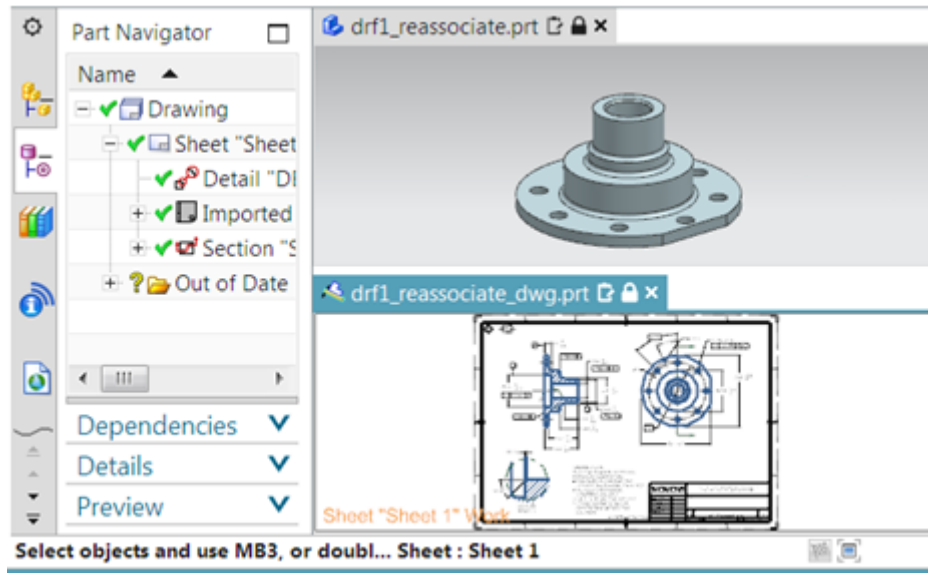 Part Navigator
Name
Drawing
Sheet "Sheet
Detail "DI
Imported
Section "S
Out of Date
Dependencies
Details
Preview
drf1_reassociate.prt
drf1_reassociate_dwg.prt
Sheet "Sheet 1" Work
Select objects and use MB3, or doubl... Sheet : Sheet 1